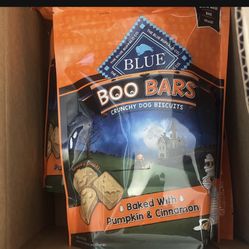 BLUE
BOO BARS
CRUNCHY DOG BISCUITS
Baked With
Pumpkin & Cinnamon